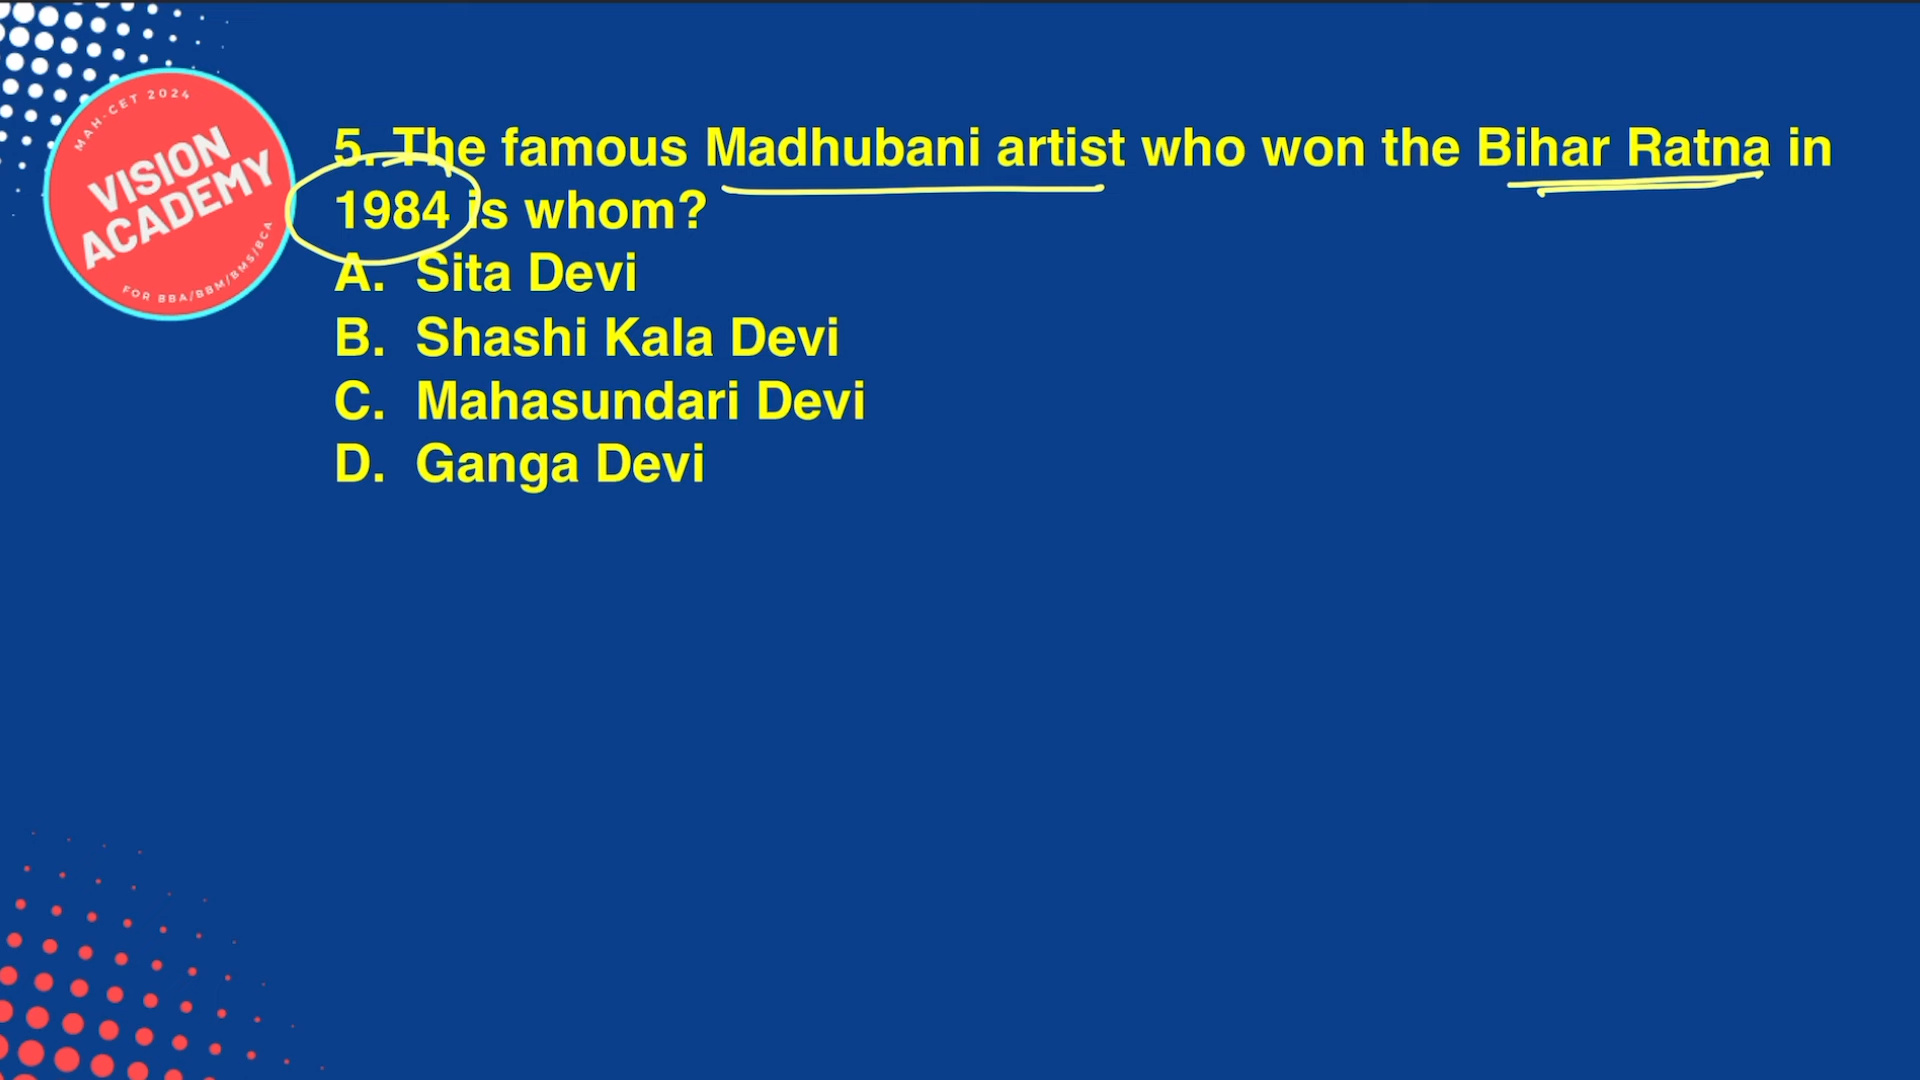 MAH-CET 2024
VISION
ACADEMY
FOR BBA/BBM/BMS/BCA
5. The famous Madhubani artist who won the Bihar Ratna in
1984 is whom?
A. Sita Devi
B. Shashi Kala Devi
C. Mahasundari Devi
D. Ganga Devi